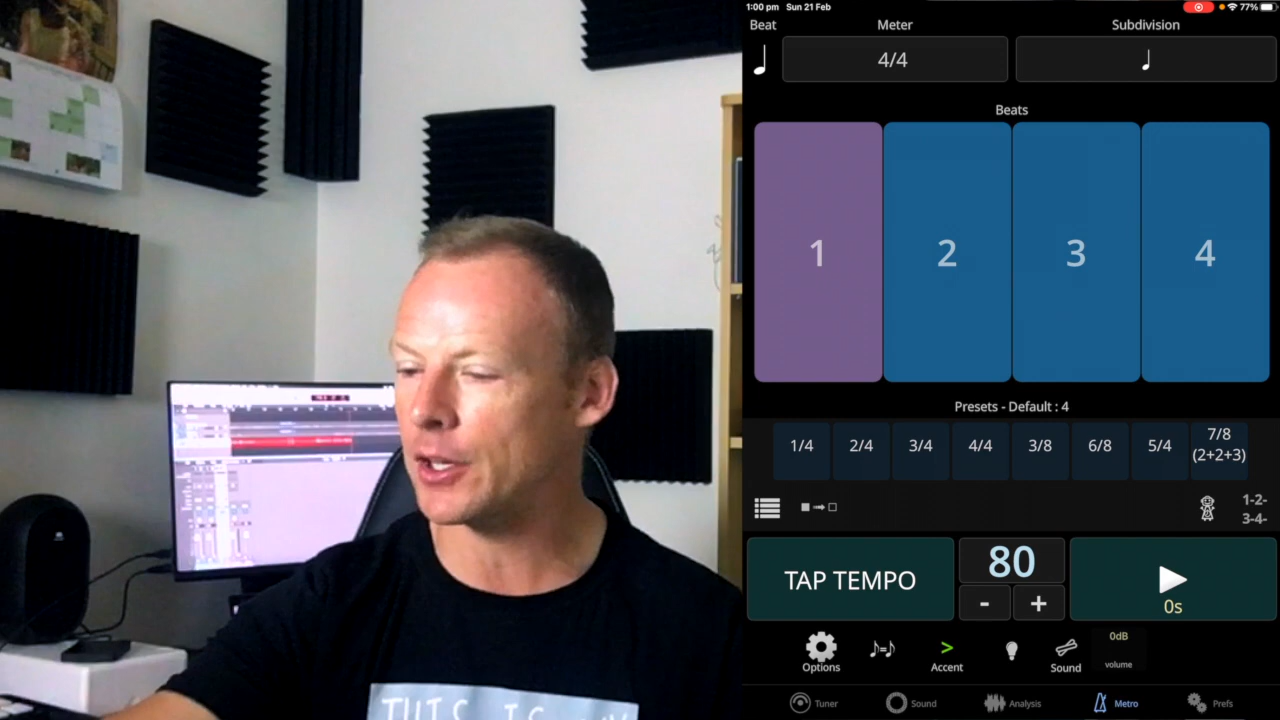 1:00 pm Sun 21 Feb
77%
Beat
Meter
Subdivision
4/4
Beats
1
2
3
4
Presets - Default : 4
1/4
2/4
3/4
4/4
3/8
6/8
5/4
7/8
(2+2+3)
1-2-
3-4-
TAP TEMPO
80
-
+
0s
Options
Accent
Sound
0dB
volume
Tuner
Sound
Analysis
Metro
Prefs
THIS IS MY